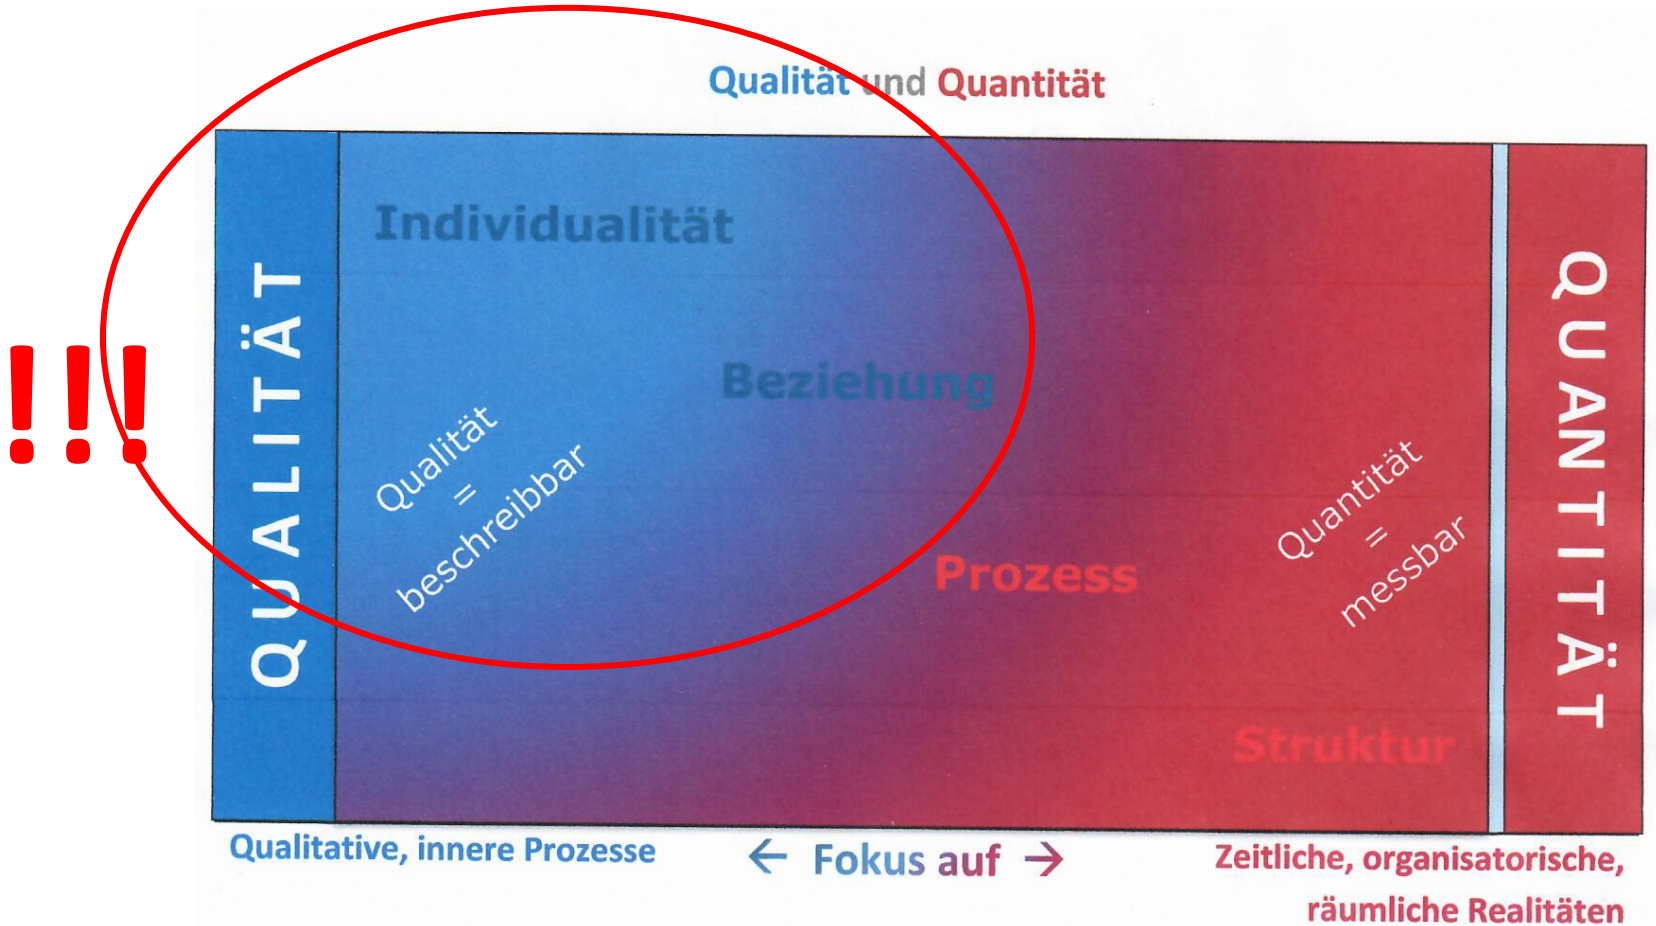 Qualität und Quantität
QUALITÄT
Individualität
Beziehung
Qualität
=
beschreibbar
Prozess
Quantität
=
messbar
Struktur
QUANTITÄT
!!!
Qualitative, innere Prozesse
← Fokus auf →
Zeitliche, organisatorische,
räumliche Realitäten